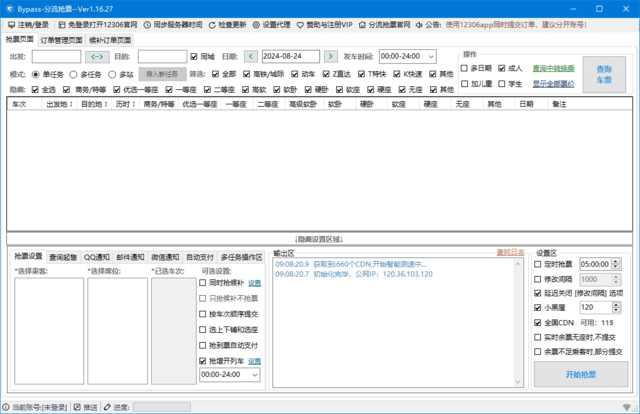 Bypass-分流抢票--Ver1.16.27
注销/登录 免登录打开12306官网 同步服务器时间 检查更新 设置代理 赞助与注册VIP 分流抢票官网 公告: 使用12306app同时提交订单、建议分开账号!
抢票页面 订单管理页面 候补订单页面
出发: <--> 目的: 同城 日期: < 2024-08-24 > 发车时间: 00:00-24:00
操作
多日期 成人 查询中转换乘
加儿童 学生 显示全部票价
查询
车票
模式: 单任务 多任务 多站 导入新任务 筛选: 全部 高铁/城际 动车 Z直达 T特快 K快速 其他
隐藏: 全选 商务/特等 优选一等座 一等座 二等座 高软 软卧 硬卧 软座 硬座 无座 其他
车次 出发地 目的地 历时 商务/特等 优选一等座 一等座 二等座 高级软卧 软卧 硬卧 软座 硬座 无座 其他 日期 备注
↓隐藏设置区域↓
抢票设置 查询起售 QQ通知 邮件通知 微信通知 自动支付 多任务操作区
*选择乘客: *选择席位: *已选车次: 可选设置:
同时抢候补 设置
只抢候补不抢票
按车次顺序提交
选上下铺和选座
抢到票自动支付
抢增开列车 设置
00:00-24:00
输出区 查找日志
09:08:20.9 获取到:660个CDN,开始智能测速中...
09:08:20.7 初始化完毕、公网IP：120.36.103.120
设置区
定时抢票 05:00:00
修改间隔 1000
延迟关闭 [修改间隔] 选项
小黑屋 120
全国CDN 可用: 115
实时余票无座时,不提交
余票不足乘客时,部分提交
开始抢票
当前账号:[未登录] 推送 进度: